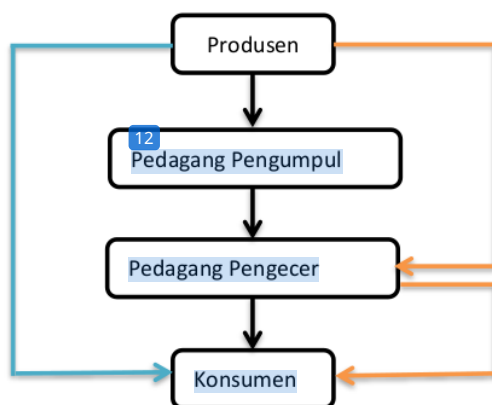 Produsen
12
Pedagang Pengumpul
Pedagang Pengecer
Konsumen